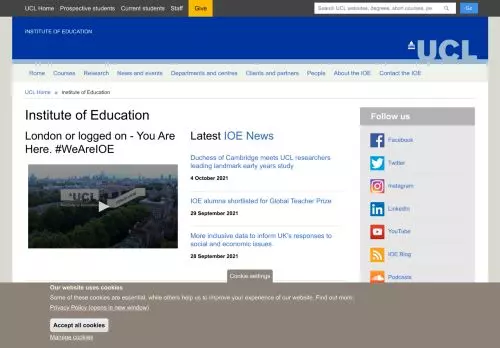 UCL Home Prospective students Current students Staff Give
Search UCL websites, degrees, short courses, pe
Go
INSTITUTE OF EDUCATION
UCL
Home Courses Research News and events Departments and centres Clients and partners People About the IOE Contact the IOE
UCL Home » Institute of Education
Institute of Education
London or logged on - You Are
Here. #WeAreIOE
UCL
Latest IOE News
Duchess of Cambridge meets UCL researchers
leading landmark early years study
4 October 2021
IOE alumna shortlisted for Global Teacher Prize
29 September 2021
More inclusive data to inform UK's responses to
social and economic issues
28 September 2021
Follow us
Facebook
Twitter
Instagram
LinkedIn
YouTube
IOE Blog
Podcasts
Cookie settings
Our website uses cookies
Some of these cookies are essential, while others help us to improve your experience of our website. Find out more:
Privacy Policy (opens in new window).
Accept all cookies
Manage cookies